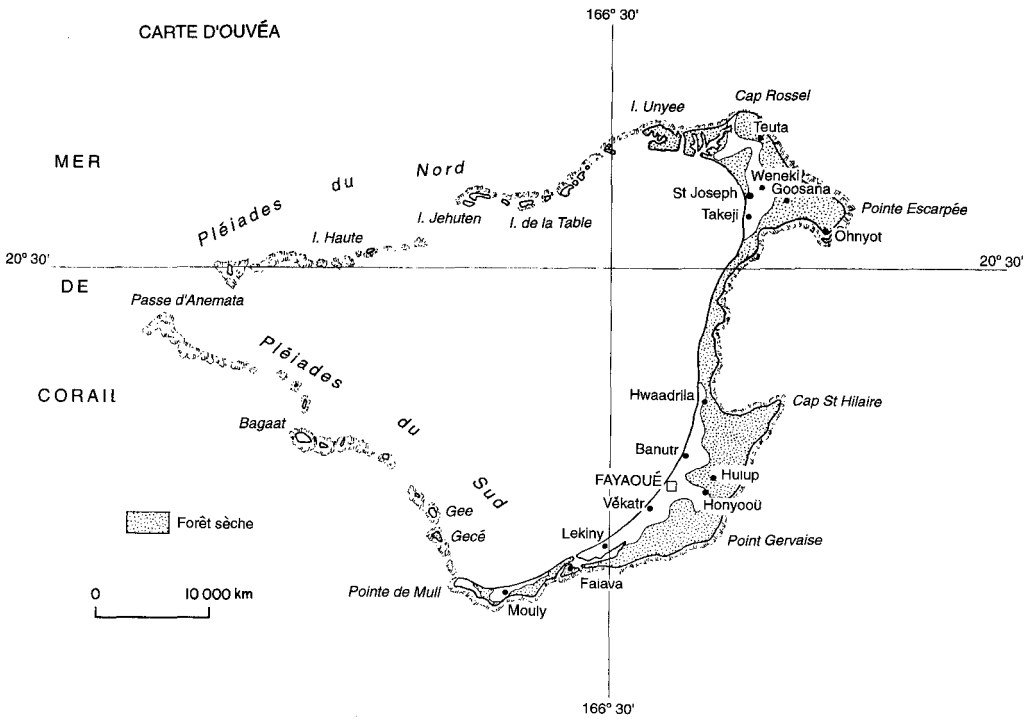 CARTE D'OUVÉA
166° 30'
Cap Rossel
I. Unyee
Teuta
MER
Nord
du
Pléiades
Weneki
St Joseph
Goosana
I. Jehuten
I. de la Table
Takeji
Pointe Escarpée
I. Haute
Ohnyot
20° 30'
20° 30'
DE
Passe d'Anemata
Pléiades
CORAIL
Hwaadrila
Cap St Hilaire
Bagaat
du
Banutr
Sud
FAYAOUÉ
Hulup
Gee
Vêkatr
Honyooü
Forêt sèche
Gecé
Lekiny
Point Gervaise
Pointe de Mull
Faiava
0 10 000 km
Mouly
166° 30'